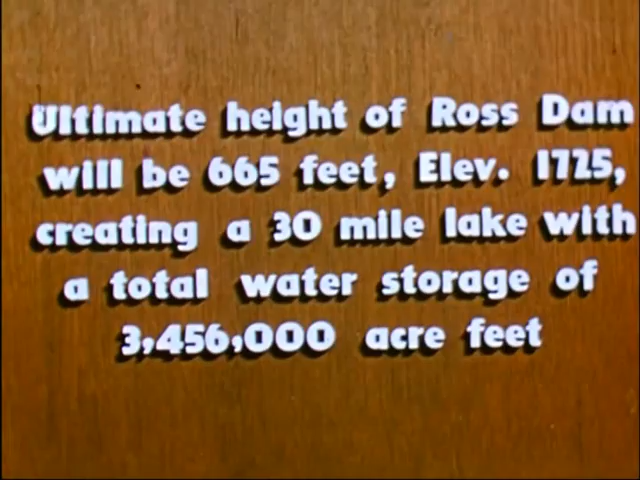 Ultimate height of Ross Dam
will be 665 feet, Elev. 1725,
creating a 30 mile lake with
a total water storage of
3,456,000 acre feet